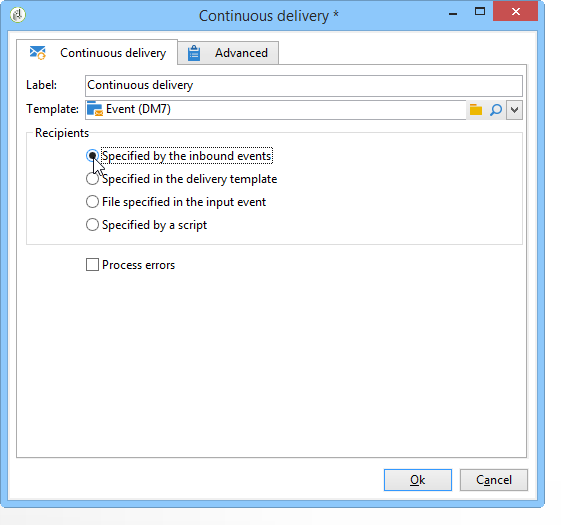 Continuous delivery *
Continuous delivery
Advanced
Label: Continuous delivery
Template: Event (DM7)
Recipients
Specified by the inbound events
Specified in the delivery template
File specified in the input event
Specified by a script
Process errors
Ok
Cancel